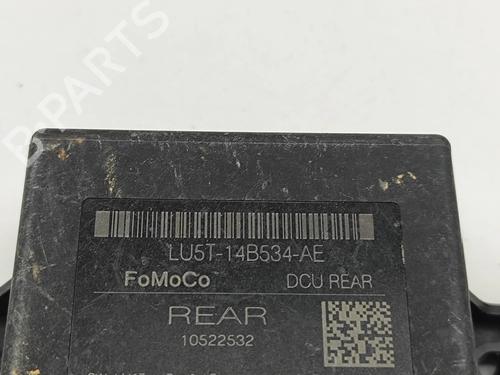 B-PARTS
LU5T-14B534-AE
FoMoCo DCU REAR
REAR
10522532